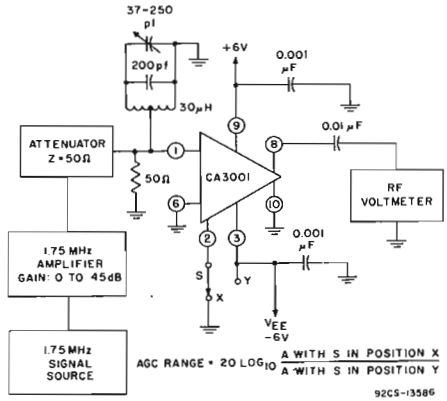 37-250
pl
200pf
30μH
+6V
0.001
μF
ATTENUATOR
Z=50Ω
50Ω
1
9
8
0.01μF
CA3001
6
10
2
3
RF
VOLTMETER
1.75 MHz
AMPLIFIER
GAIN: 0 TO 45dB
S
X
Y
0.001
μF
VEE
-6V
1.75 MHz
SIGNAL
SOURCE
AGC RANGE = 20 LOG10 A WITH S IN POSITION X
A WITH S IN POSITION Y
92CS-13586